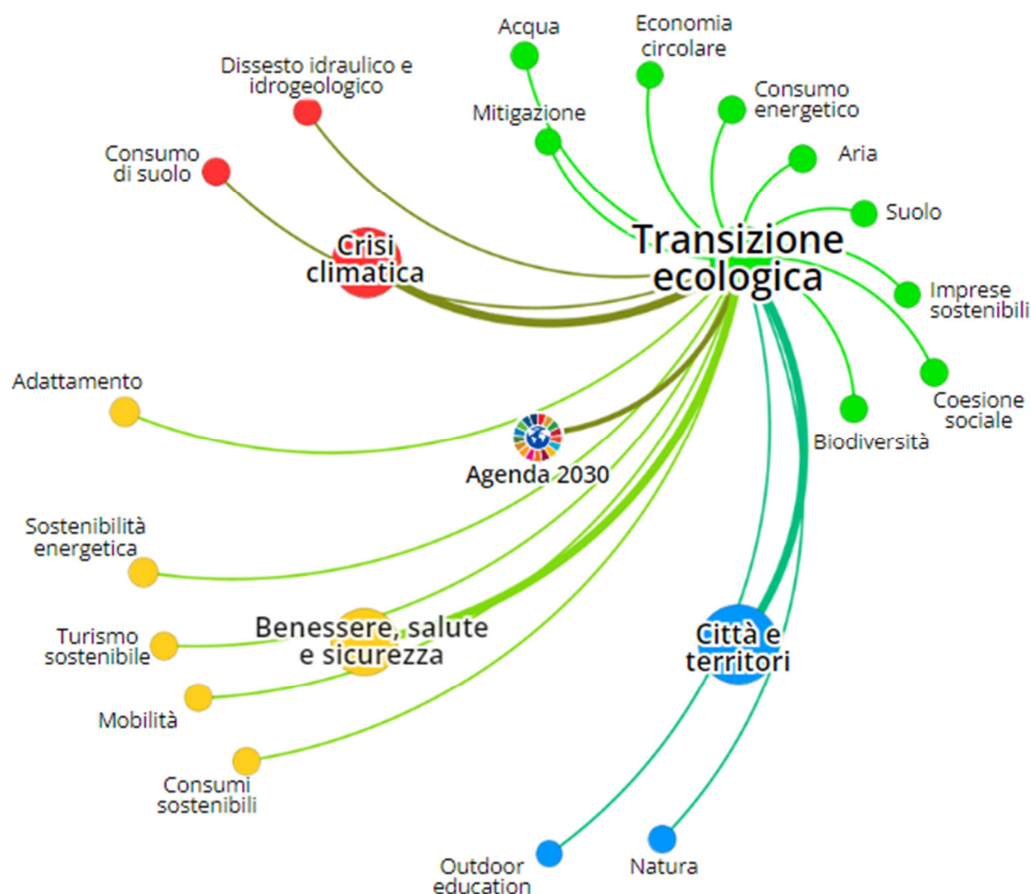 Acqua
Economia
circolare
Dissesto idraulico e
idrogeologico
Consumo
energetico
Mitigazione
Aria
Consumo
di suolo
Suolo
Crisi
climatica
Transizione
ecologica
Imprese
sostenibili
Adattamento
Coesione
sociale
Biodiversità
Agenda 2030
Sostenibilità
energetica
Benessere, salute
e sicurezza
Turismo
sostenibile
Città e
territori
Mobilità
Consumi
sostenibili
Outdoor
education
Natura